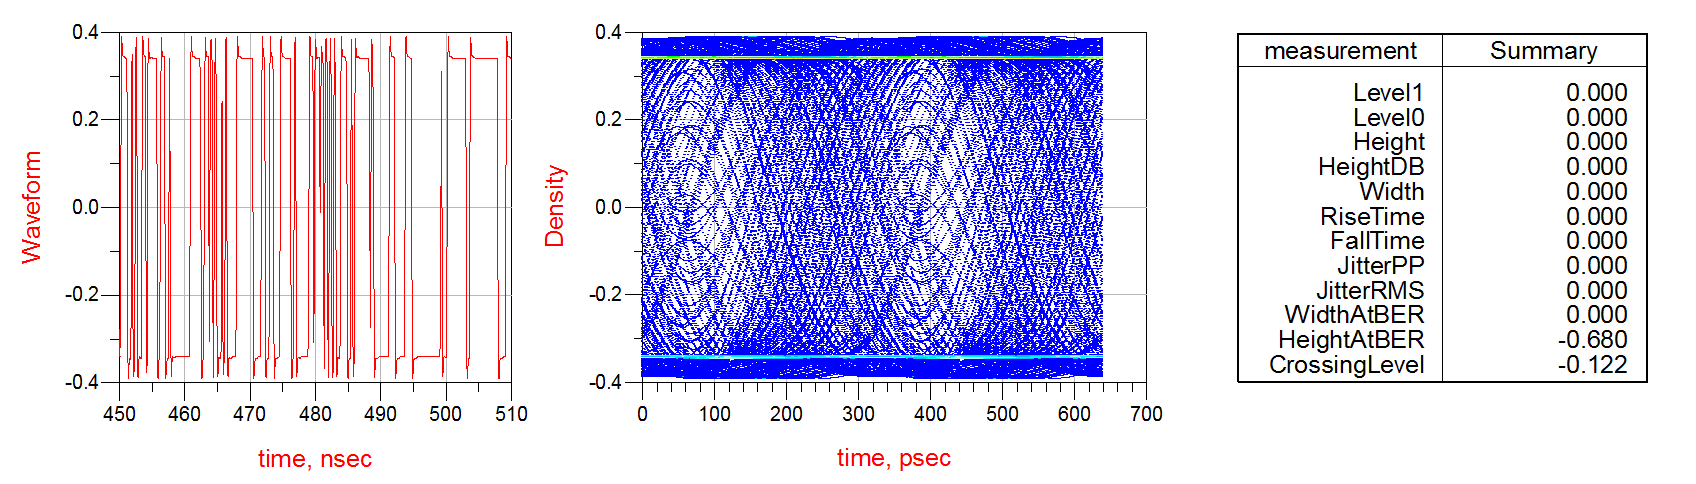 0.4
0.2
0.0
-0.2
-0.4
Waveform
450 460 470 480 490 500 510
time, nsec
0.4
0.2
0.0
-0.2
-0.4
Density
0 100 200 300 400 500 600 700
time, psec
measurement Summary
Level1 0.000
Level0 0.000
Height 0.000
HeightDB 0.000
Width 0.000
RiseTime 0.000
FallTime 0.000
JitterPP 0.000
JitterRMS 0.000
WidthAtBER 0.000
HeightAtBER -0.680
CrossingLevel -0.122